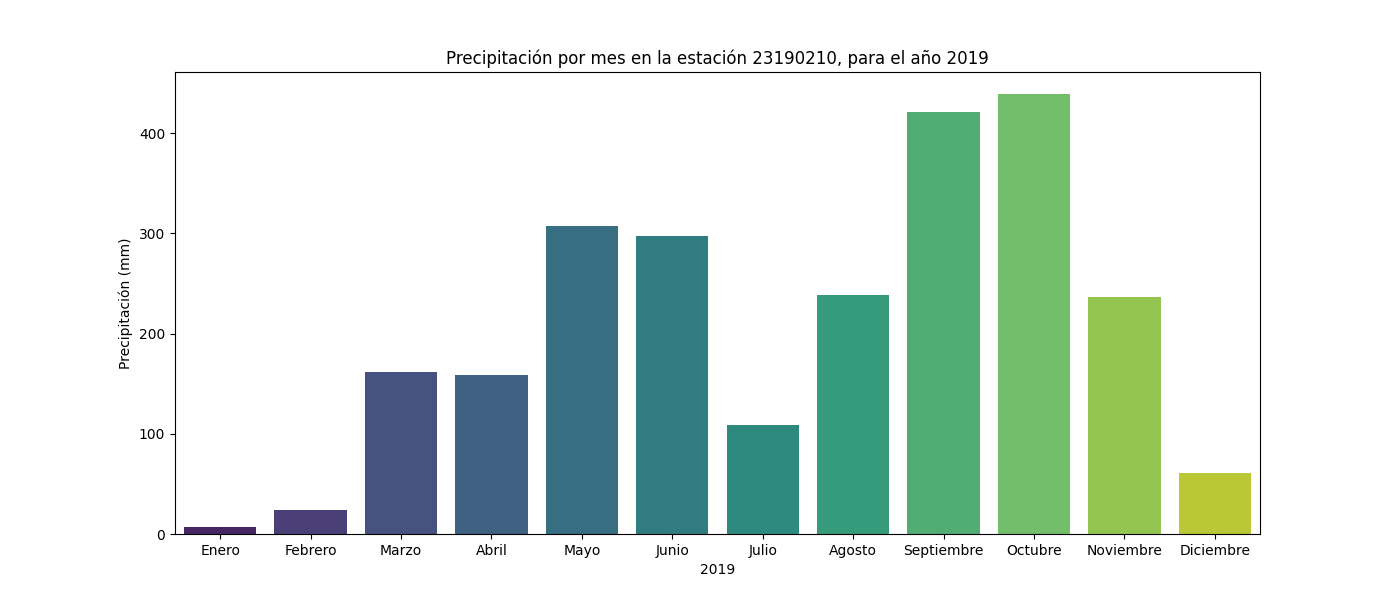 Precipitación por mes en la estación 23190210, para el año 2019
Precipitación (mm)
400
300
200
100
0
Enero Febrero Marzo Abril Mayo Junio Julio Agosto Septiembre Octubre Noviembre Diciembre
2019